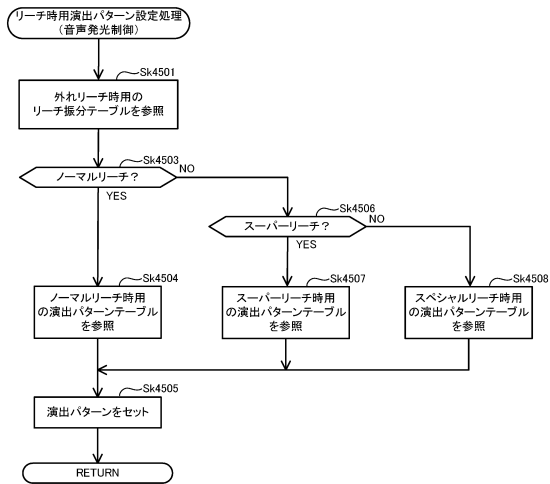 リーチ時用演出パターン設定処理
（音声発光制御）
Sk4501
外れリーチ時用の
リーチ振分テーブルを参照
Sk4503
ノーマルリーチ？
NO
YES
Sk4506
スーパーリーチ？
NO
YES
Sk4504
ノーマルリーチ時用
の演出パターンテーブル
を参照
Sk4507
スーパーリーチ時用
の演出パターンテーブル
を参照
Sk4508
スペシャルリーチ時用
の演出パターンテーブル
を参照
Sk4505
演出パターンをセット
RETURN